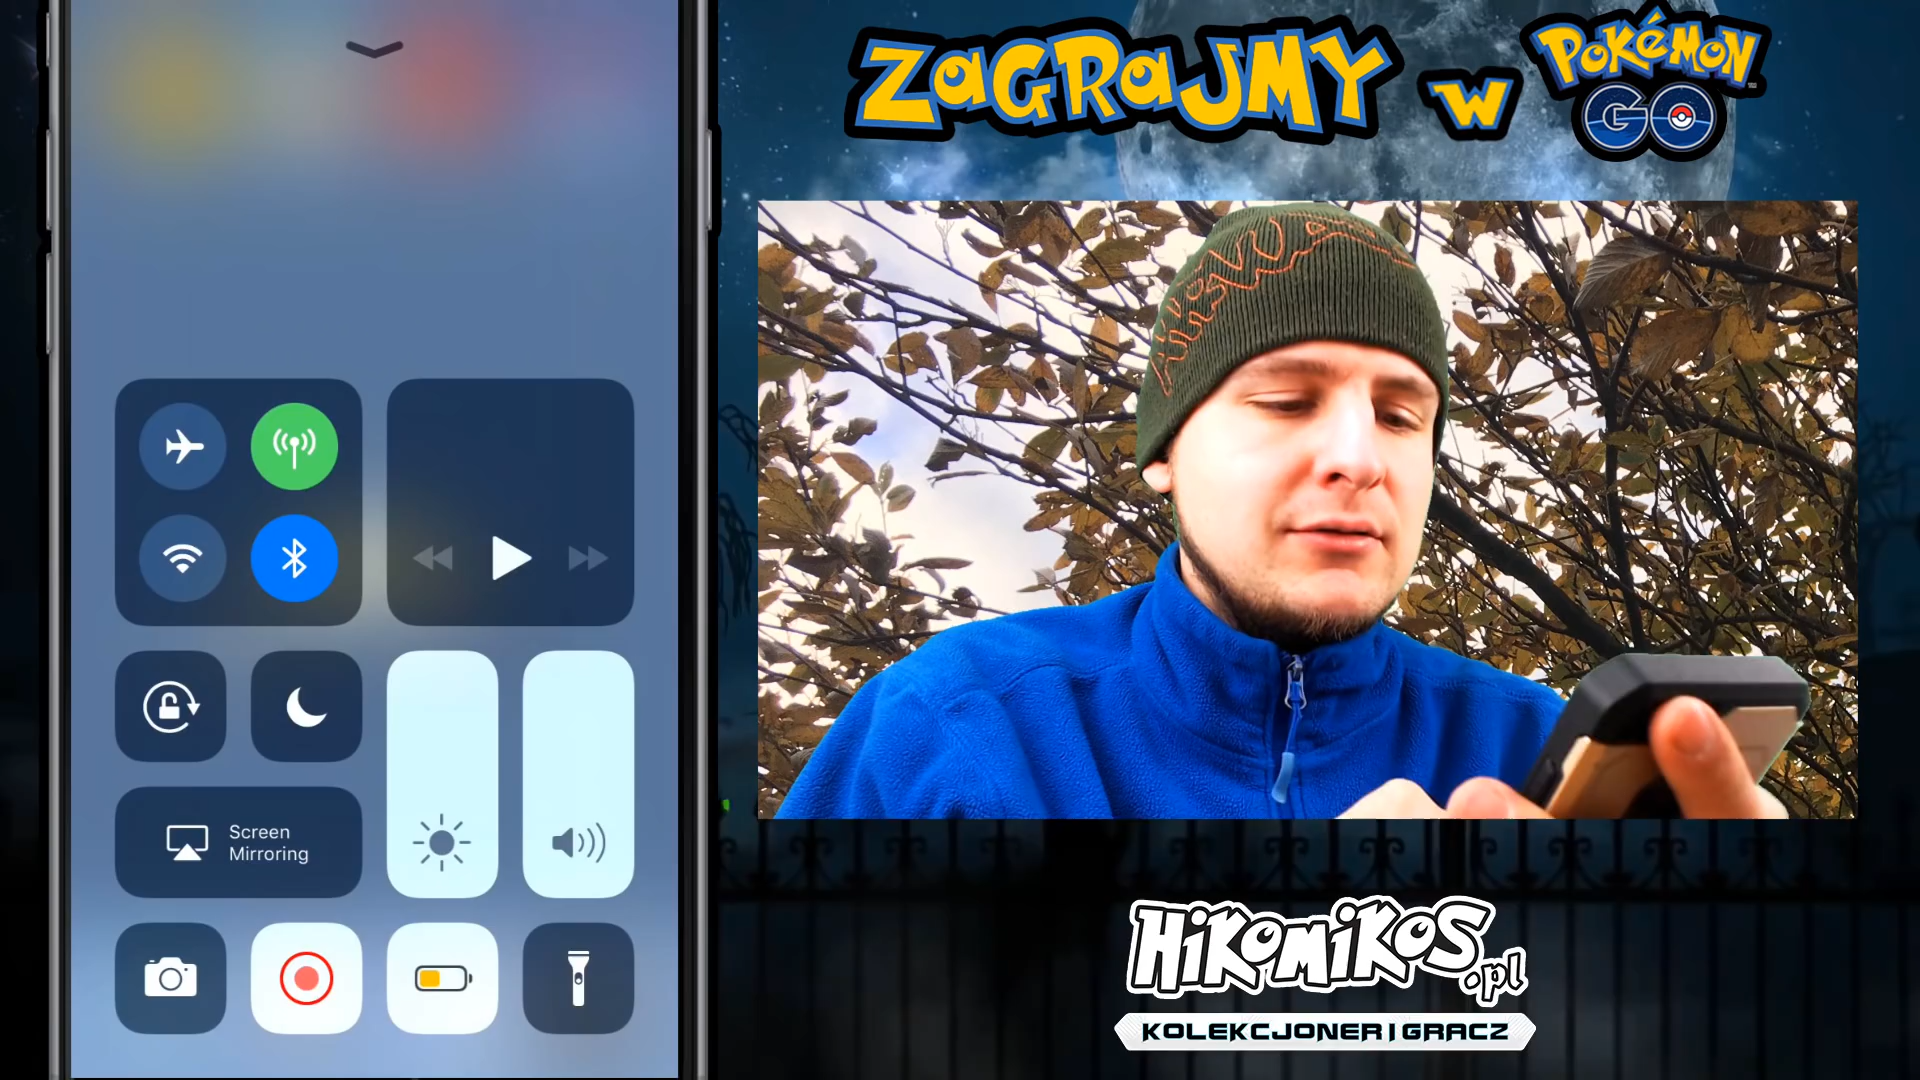 ZAGRAJMY W POKÉMON GO
Screen
Mirroring
HIKOMIKOS.pl
KOLEKCJONER I GRACZ